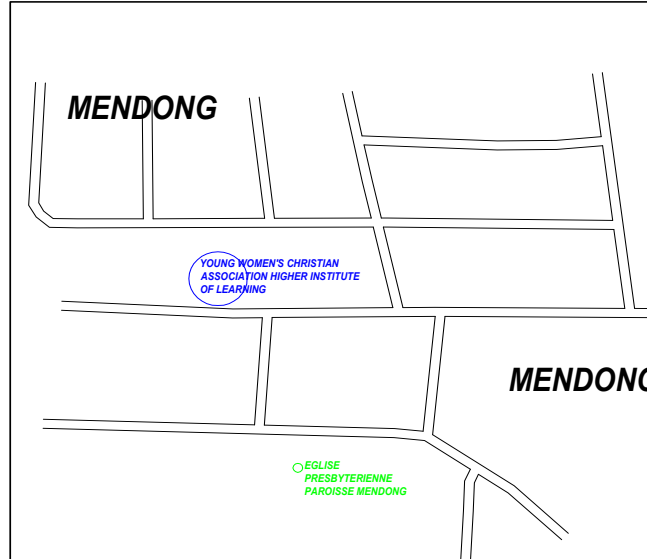 MENDONG
YOUNG WOMEN'S CHRISTIAN
ASSOCIATION HIGHER INSTITUTE
OF LEARNING
MENDONG
EGLISE
PRESBYTERIENNE
PAROISSE MENDONG